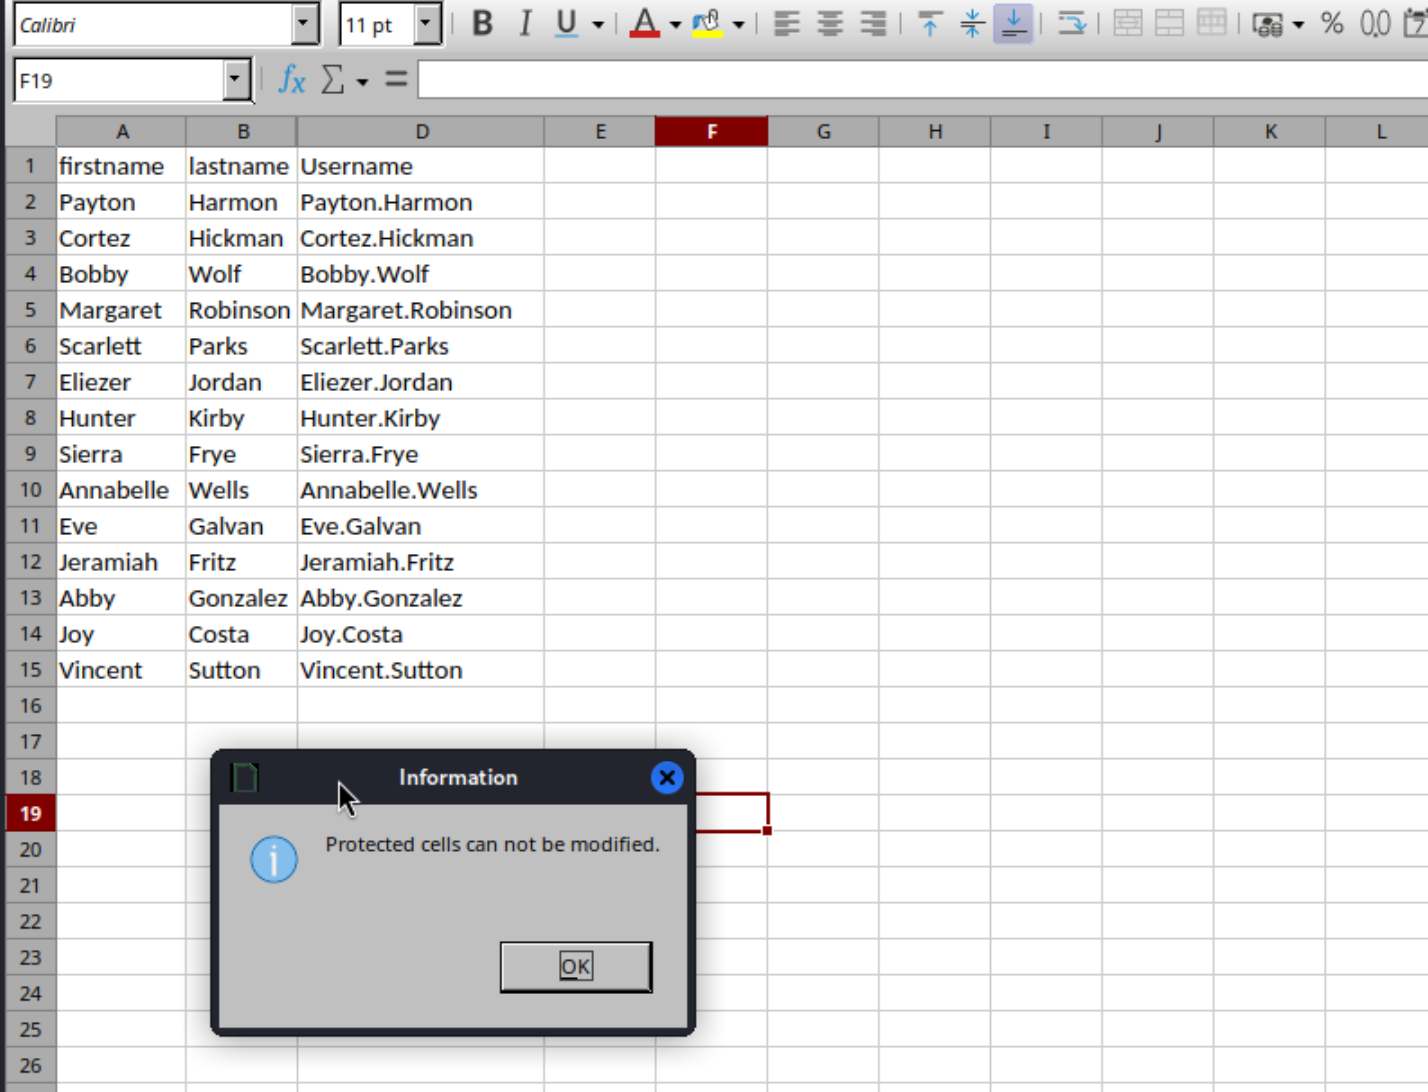 Calibri 11 pt B I U A % 0,0
F19 fx Σ =
A B D E F G H I J K L
1 firstname lastname Username
2 Payton Harmon Payton.Harmon
3 Cortez Hickman Cortez.Hickman
4 Bobby Wolf Bobby.Wolf
5 Margaret Robinson Margaret.Robinson
6 Scarlett Parks Scarlett.Parks
7 Eliezer Jordan Eliezer.Jordan
8 Hunter Kirby Hunter.Kirby
9 Sierra Frye Sierra.Frye
10 Annabelle Wells Annabelle.Wells
11 Eve Galvan Eve.Galvan
12 Jeramiah Fritz Jeramiah.Fritz
13 Abby Gonzalez Abby.Gonzalez
14 Joy Costa Joy.Costa
15 Vincent Sutton Vincent.Sutton
16
17
18 Information
19
20 Protected cells can not be modified.
21
22
23 OK
24
25
26